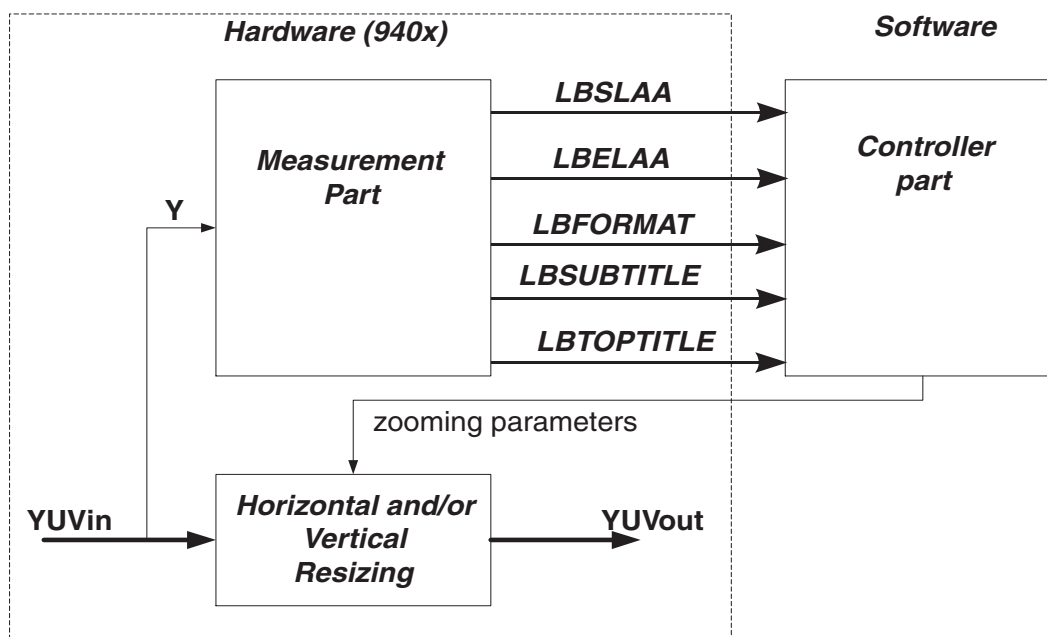 Hardware (940x)
Software
LBSLAA
Measurement
Part
Controller
part
LBELAA
Y
LBFORMAT
LBSUBTITLE
LBTOPTITLE
zooming parameters
YUVin
Horizontal and/or
Vertical
Resizing
YUVout